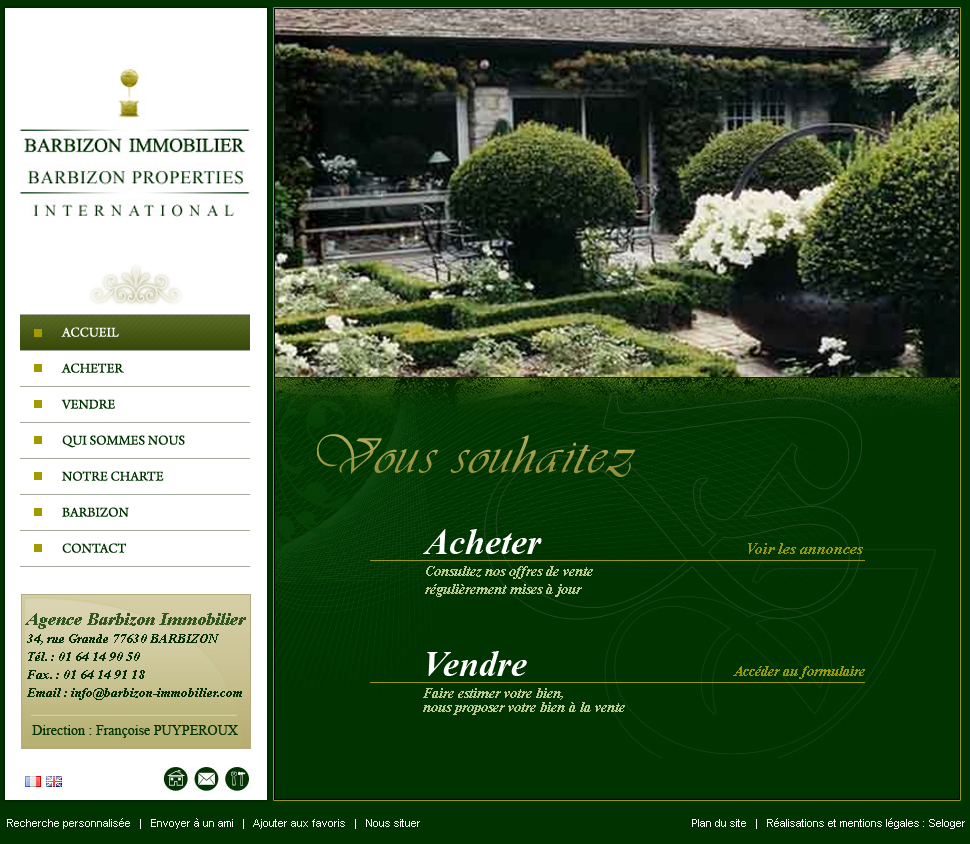 BARBIZON IMMOBILIER
BARBIZON PROPERTIES
INTERNATIONAL
ACCUEIL
ACHETER
VENDRE
QUI SOMMES NOUS
NOTRE CHARTE
BARBIZON
CONTACT
Agence Barbizon Immobilier
34, rue Grande 77630 BARBIZON
Tél. : 01 64 14 90 50
Fax. : 01 64 14 91 18
Email : info@barbizon-immobilier.com
Direction : Françoise PUYPEROUX
Vous souhaitez
Acheter
Voir les annonces
Consultez nos offres de vente
régulièrement mises à jour
Vendre
Accéder au formulaire
Faire estimer votre bien,
nous proposer votre bien à la vente
Recherche personnalisée | Envoyer à un ami | Ajouter aux favoris | Nous situer
Plan du site | Réalisations et mentions légales : Seloger